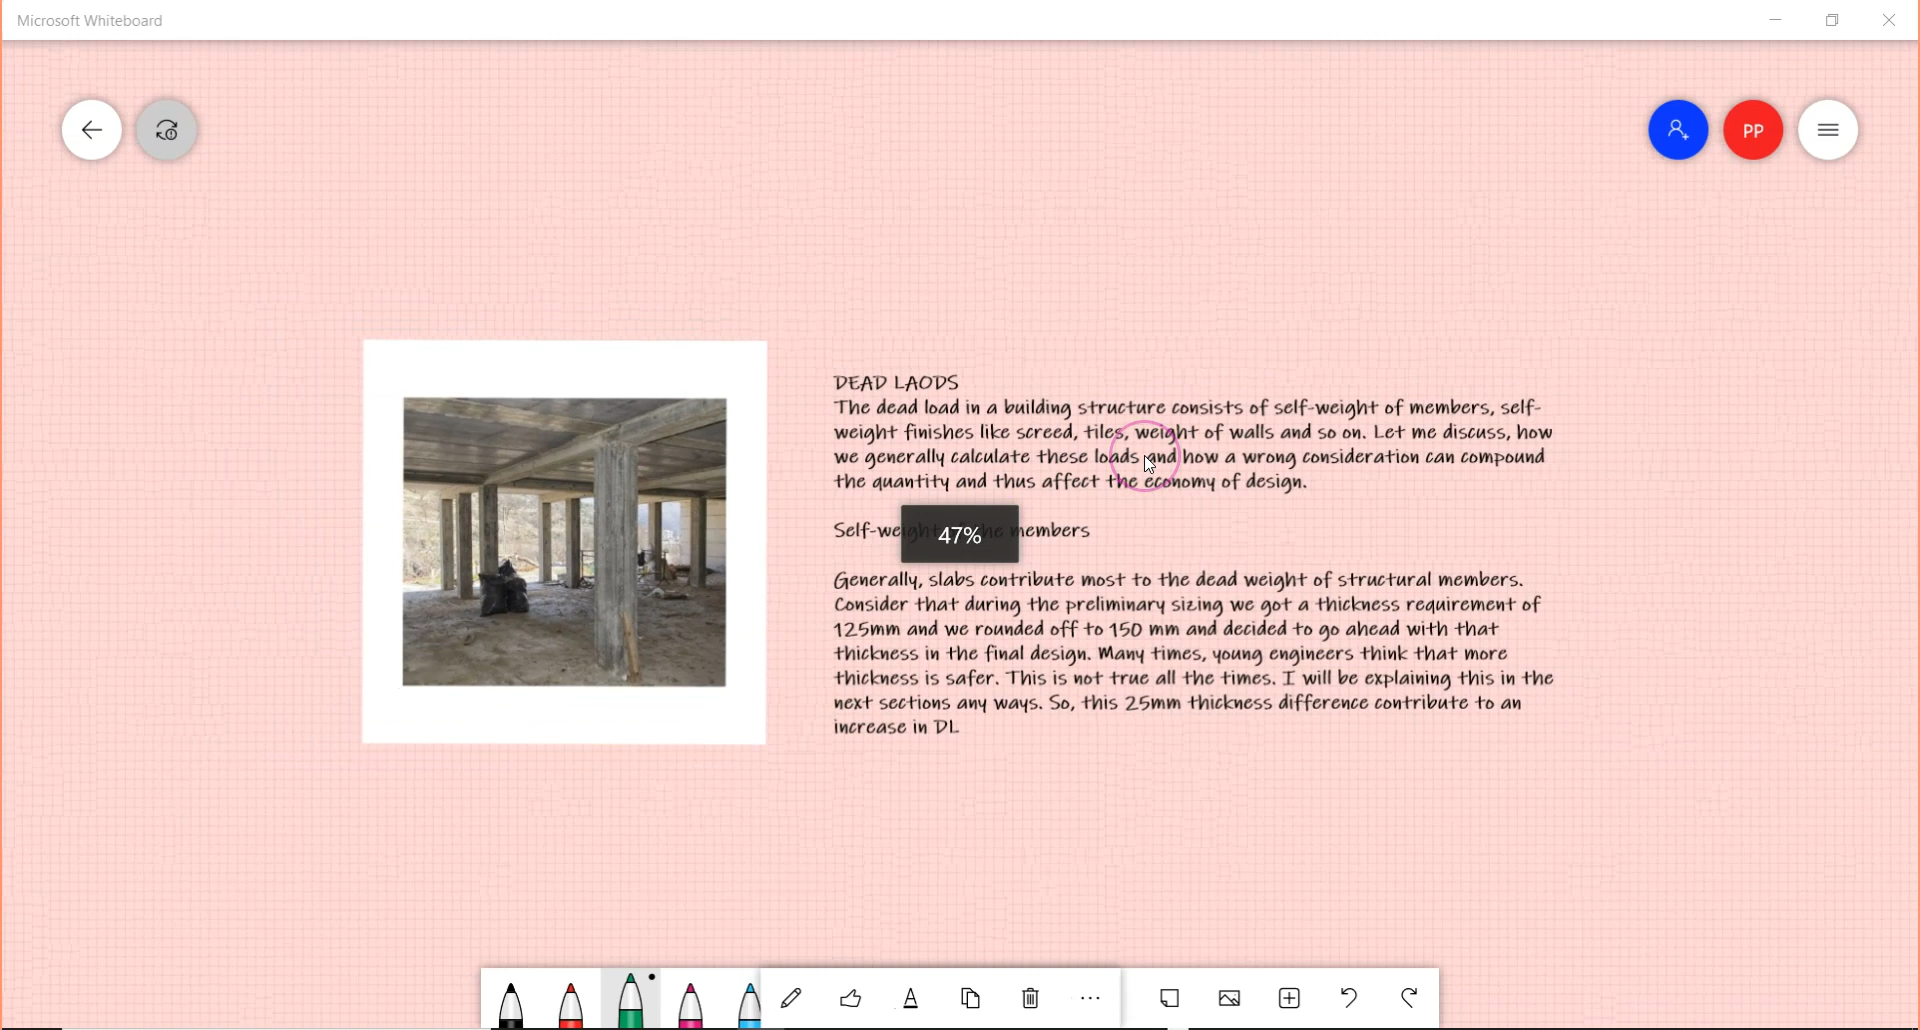 Microsoft Whiteboard
PP
DEAD LAODS
The dead load in a building structure consists of self-weight of members, self-
weight finishes like screed, tiles, weight of walls and so on. Let me discuss, how
we generally calculate these loads and how a wrong consideration can compound
the quantity and thus affect the economy of design.
Self-weight the members
47%
Generally, slabs contribute most to the dead weight of structural members.
Consider that during the preliminary sizing we got a thickness requirement of
125mm and we rounded off to 150 mm and decided to go ahead with that
thickness in the final design. Many times, young engineers think that more
thickness is safer. This is not true all the times. I will be explaining this in the
next sections any ways. So, this 25mm thickness difference contribute to an
increase in DL